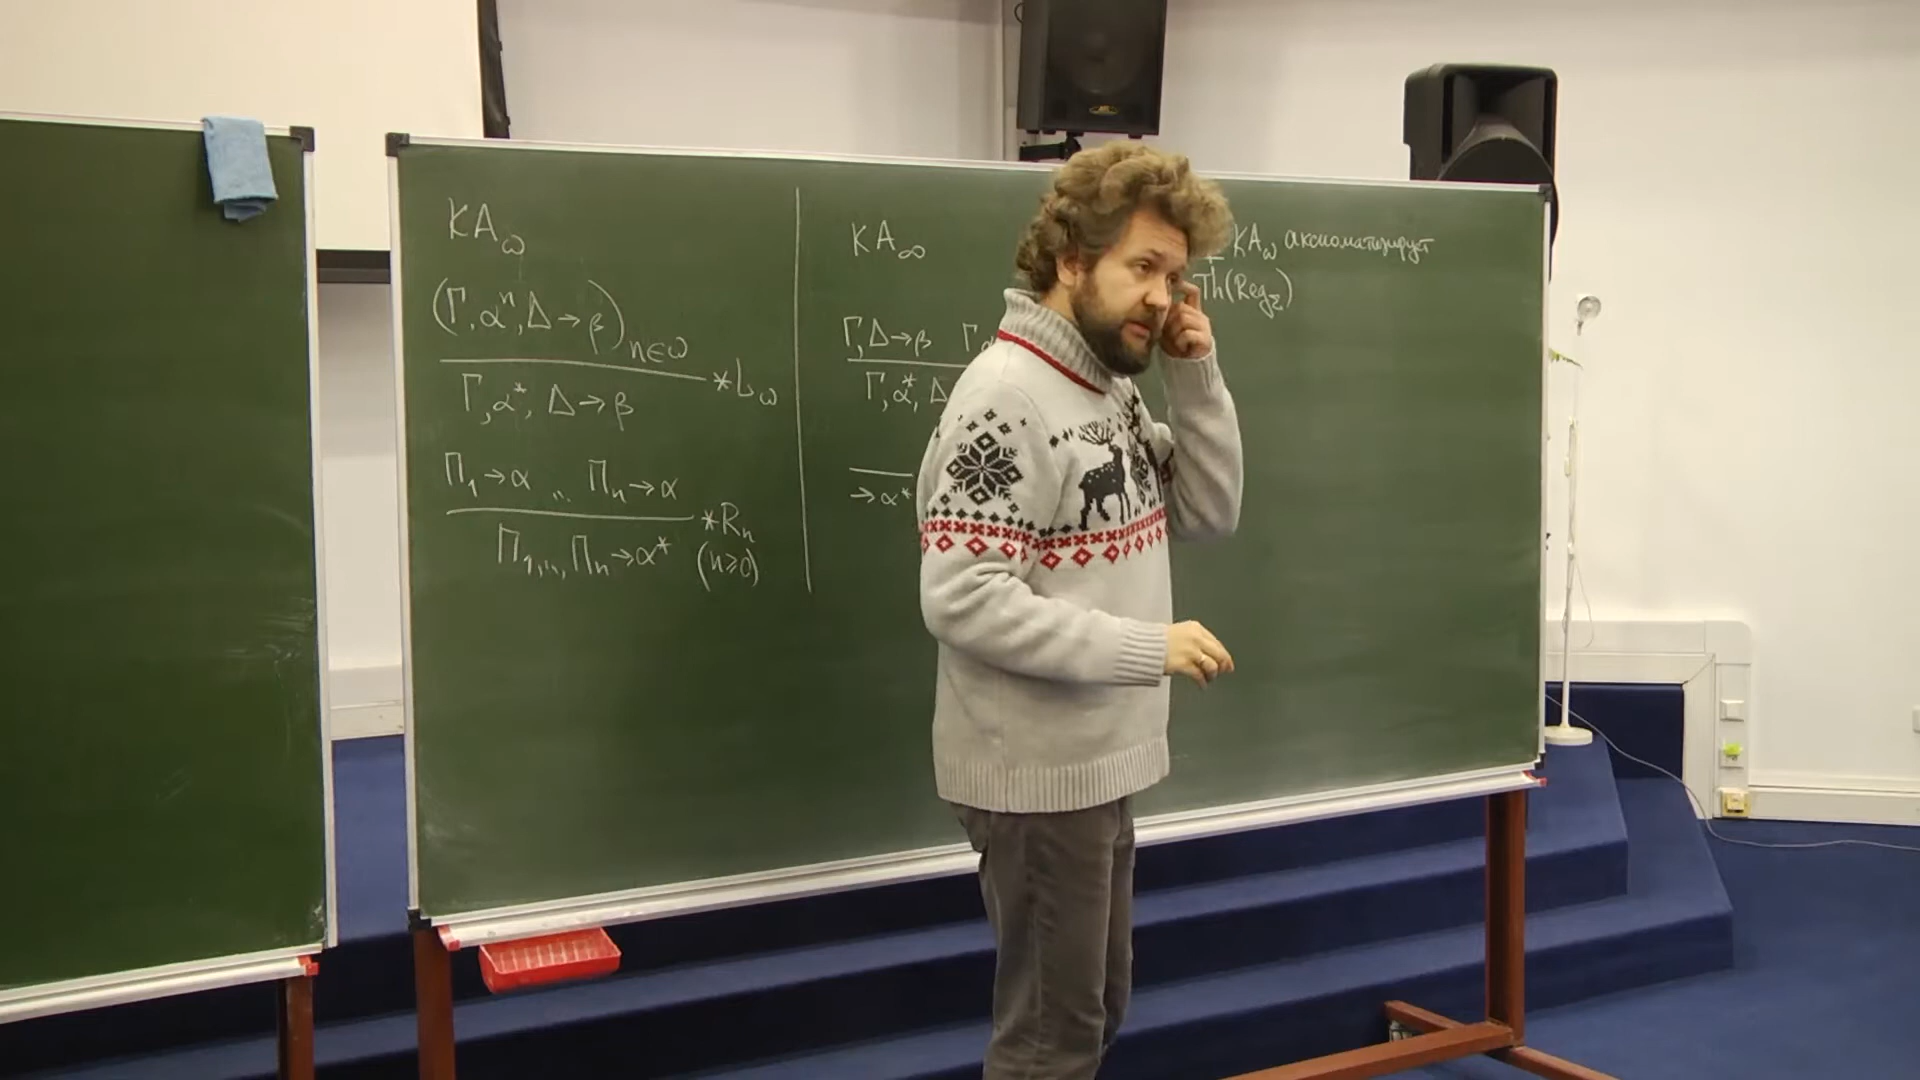 KA_ω
(Γ, α^n, Δ → β)_{n∈ω}
Γ, α*, Δ → β
*L_ω
Π_1 → α ... Π_n → α
*R_n
Π_1, ..., Π_n → α* (n≥0)
KA_∞
Γ, Δ → β Γ, α
Γ, α*, Δ
→ α*
KA_ω аксиоматизирует
Th(Reg_Σ)